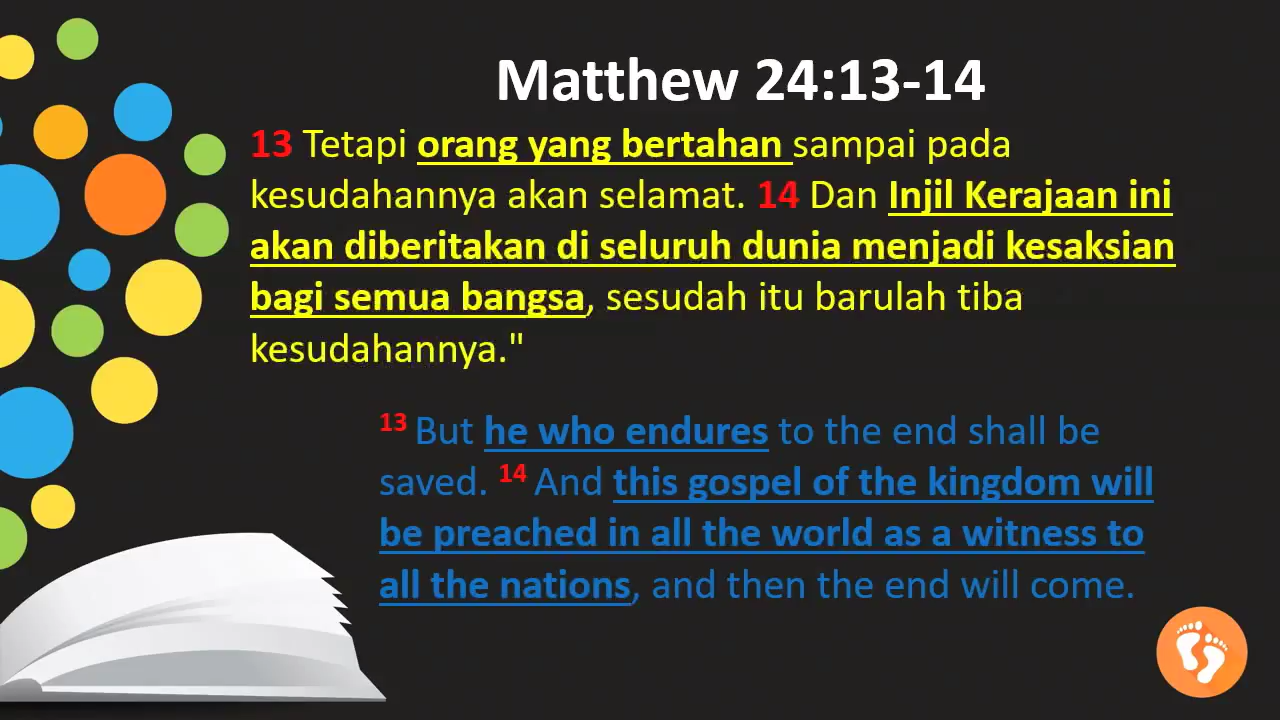 Matthew 24:13-14
13 Tetapi orang yang bertahan sampai pada
kesudahannya akan selamat. 14 Dan Injil Kerajaan ini
akan diberitakan di seluruh dunia menjadi kesaksian
bagi semua bangsa, sesudah itu barulah tiba
kesudahannya."
13 But he who endures to the end shall be
saved. 14 And this gospel of the kingdom will
be preached in all the world as a witness to
all the nations, and then the end will come.